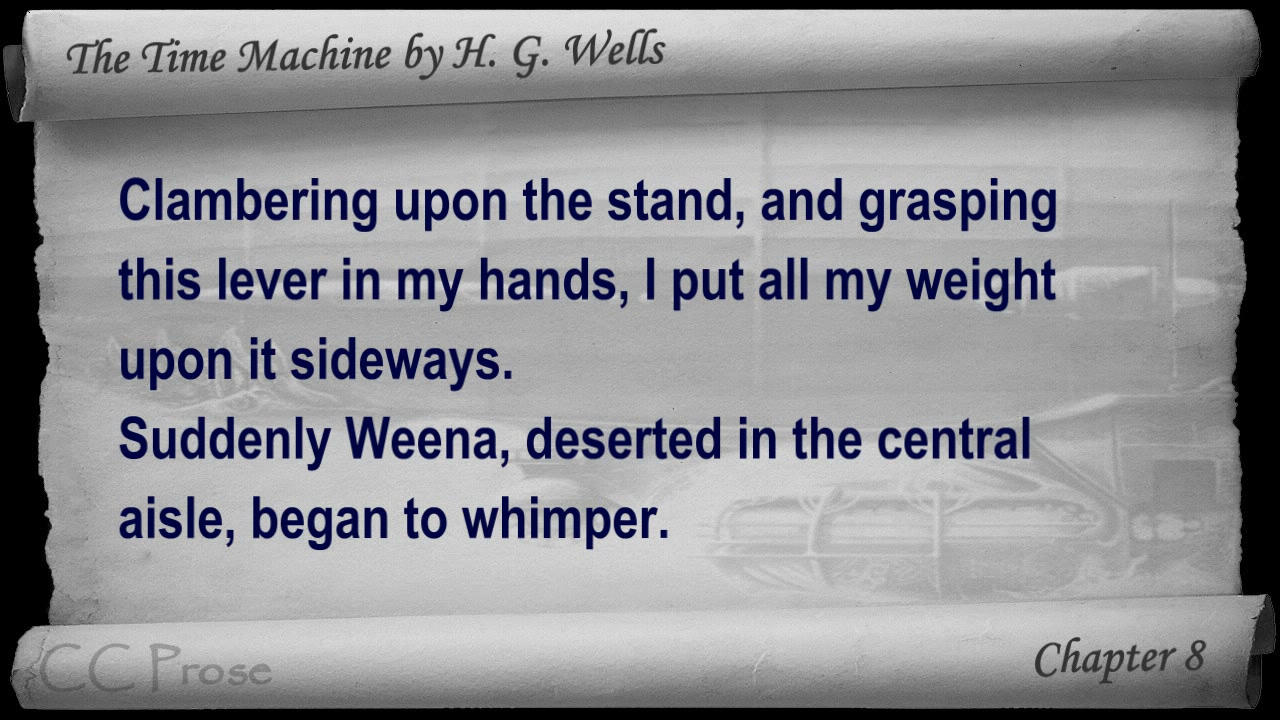 The Time Machine by H. G. Wells
Clambering upon the stand, and grasping
this lever in my hands, I put all my weight
upon it sideways.
Suddenly Weena, deserted in the central
aisle, began to whimper.
CC Prose
Chapter 8